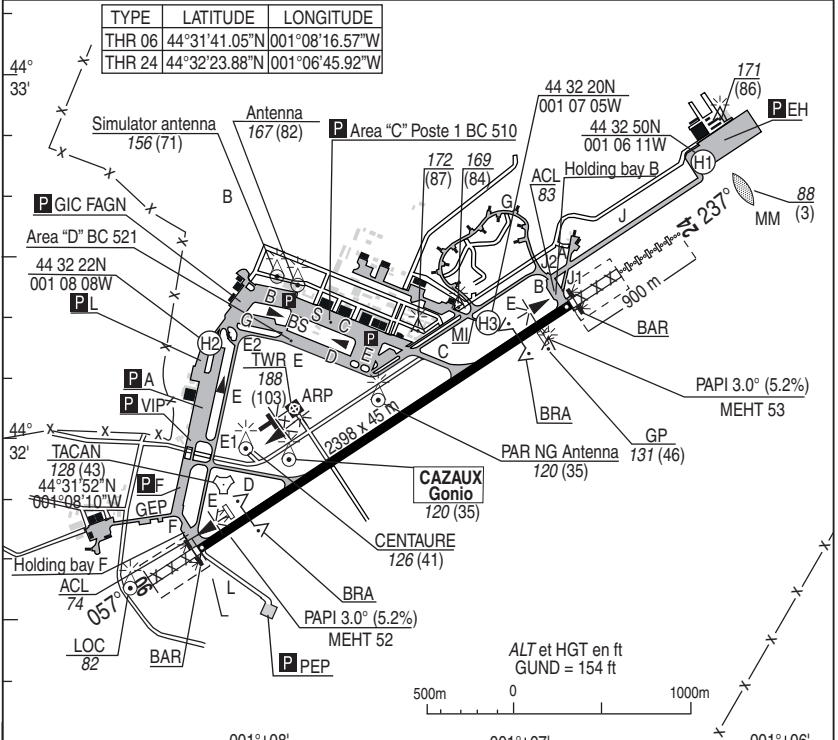 TYPE LATITUDE LONGITUDE
THR 06 44°31'41.05"N 001°08'16.57"W
THR 24 44°32'23.88"N 001°06'45.92"W
44°
33'
171
(86)
P EH
44 32 20N
001 07 05W
44 32 50N
001 06 11W
H1
Simulator antenna
156 (71)
Antenna
167 (82)
P Area "C" Poste 1 BC 510
172
(87)
169
(84)
ACL
83
Holding bay B
88
(3)
MM
B
G
J
24 237°
P GIC FAGN
Area "D" BC 521
44 32 22N
001 08 08W
P L
J2
J1
900 m
B
P
BS
S
C
G
D
P
E
MI
H3
E
B
BAR
H2
E2
E
C
TWR
188
(103)
ARP
P A
P VIP
E
E1
2398 x 45 m
BRA
PAPI 3.0° (5.2%)
MEHT 53
GP
131 (46)
PAR NG Antenna
120 (35)
44°
32'
TACAN
128 (43)
44°31'52"N
001°08'10"W
P F
GEP
D
E
F
CAZAUX
Gonio
120 (35)
CENTAURE
126 (41)
Holding bay F
ACL
74
057°
06
L
BRA
PAPI 3.0° (5.2%)
MEHT 52
LOC
82
BAR
P PEP
ALT et HGT en ft
GUND = 154 ft
500m 0 1000m
001°08' 001°07' 001°06'